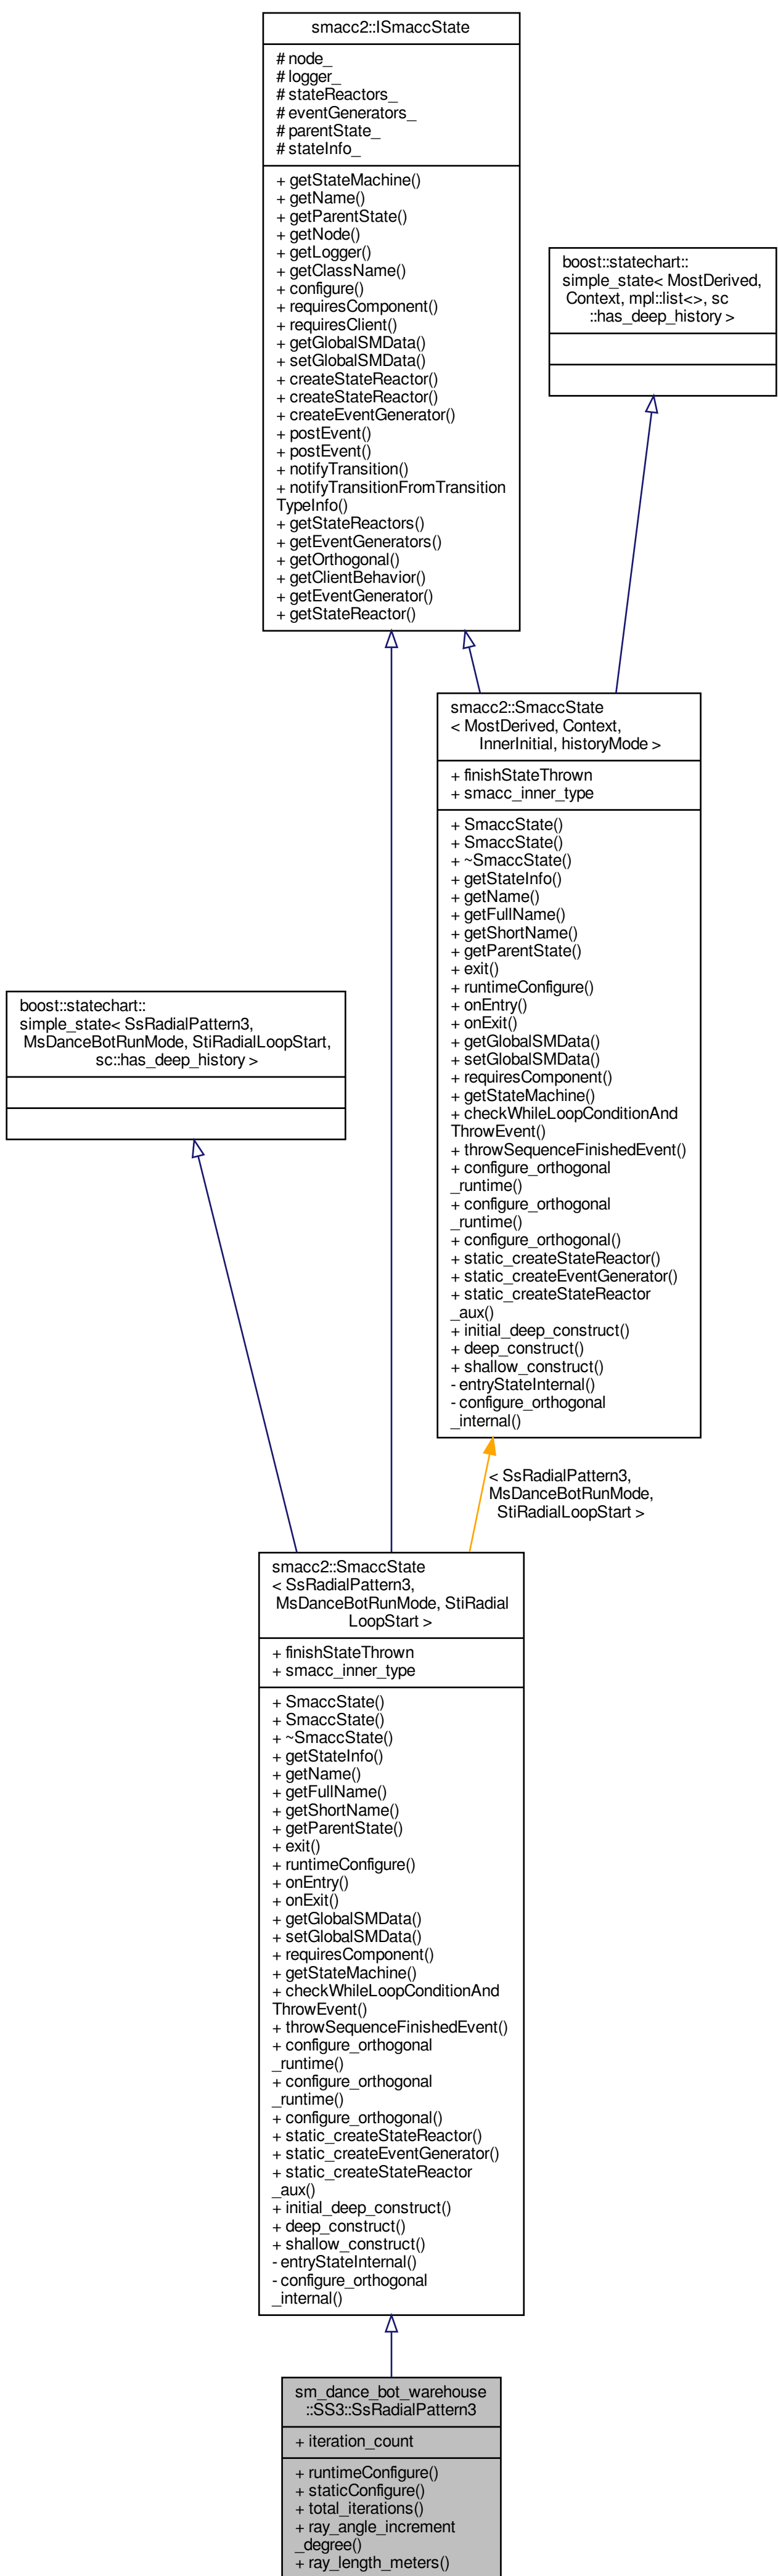 smacc2::ISmaccState
# node_
# logger_
# stateReactors_
# eventGenerators_
# parentState_
# stateInfo_
+ getStateMachine()
+ getName()
+ getParentState()
+ getNode()
+ getLogger()
+ getClassName()
+ configure()
+ requiresComponent()
+ requiresClient()
+ getGlobalSMData()
+ setGlobalSMData()
+ createStateReactor()
+ createStateReactor()
+ createEventGenerator()
+ postEvent()
+ postEvent()
+ notifyTransition()
+ notifyTransitionFromTransition
TypeInfo()
+ getStateReactors()
+ getEventGenerators()
+ getOrthogonal()
+ getClientBehavior()
+ getEventGenerator()
+ getStateReactor()
boost::statechart::
simple_state< MostDerived,
Context, mpl::list<>, sc
::has_deep_history >
smacc2::SmaccState
< MostDerived, Context,
InnerInitial, historyMode >
+ finishStateThrown
+ smacc_inner_type
+ SmaccState()
+ SmaccState()
+ ~SmaccState()
+ getStateInfo()
+ getName()
+ getFullName()
+ getShortName()
+ getParentState()
+ exit()
+ runtimeConfigure()
+ onEntry()
+ onExit()
+ getGlobalSMData()
+ setGlobalSMData()
+ requiresComponent()
+ getStateMachine()
+ checkWhileLoopConditionAnd
ThrowEvent()
+ throwSequenceFinishedEvent()
+ configure_orthogonal
_runtime()
+ configure_orthogonal
_runtime()
+ configure_orthogonal()
+ static_createStateReactor()
+ static_createEventGenerator()
+ static_createStateReactor
_aux()
+ initial_deep_construct()
+ deep_construct()
+ shallow_construct()
- entryStateInternal()
- configure_orthogonal
_internal()
boost::statechart::
simple_state< SsRadialPattern3,
MsDanceBotRunMode, StiRadialLoopStart,
sc::has_deep_history >
< SsRadialPattern3,
MsDanceBotRunMode,
StiRadialLoopStart >
smacc2::SmaccState
< SsRadialPattern3,
MsDanceBotRunMode, StiRadial
LoopStart >
+ finishStateThrown
+ smacc_inner_type
+ SmaccState()
+ SmaccState()
+ ~SmaccState()
+ getStateInfo()
+ getName()
+ getFullName()
+ getShortName()
+ getParentState()
+ exit()
+ runtimeConfigure()
+ onEntry()
+ onExit()
+ getGlobalSMData()
+ setGlobalSMData()
+ requiresComponent()
+ getStateMachine()
+ checkWhileLoopConditionAnd
ThrowEvent()
+ throwSequenceFinishedEvent()
+ configure_orthogonal
_runtime()
+ configure_orthogonal
_runtime()
+ configure_orthogonal()
+ static_createStateReactor()
+ static_createEventGenerator()
+ static_createStateReactor
_aux()
+ initial_deep_construct()
+ deep_construct()
+ shallow_construct()
- entryStateInternal()
- configure_orthogonal
_internal()
sm_dance_bot_warehouse
::SS3::SsRadialPattern3
+ iteration_count
+ runtimeConfigure()
+ staticConfigure()
+ total_iterations()
+ ray_angle_increment
_degree()
+ ray_length_meters()